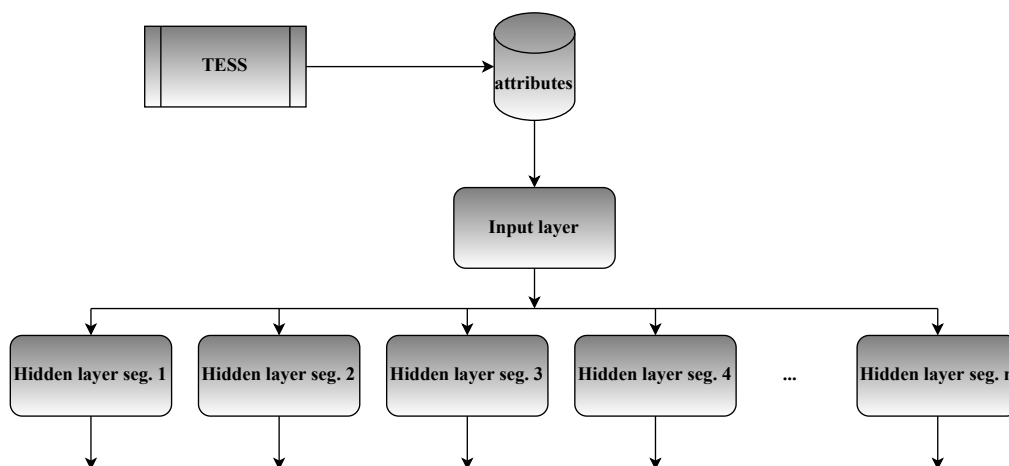 TESS
attributes
Input layer
Hidden layer seg. 1
Hidden layer seg. 2
Hidden layer seg. 3
Hidden layer seg. 4
...
Hidden layer seg. n